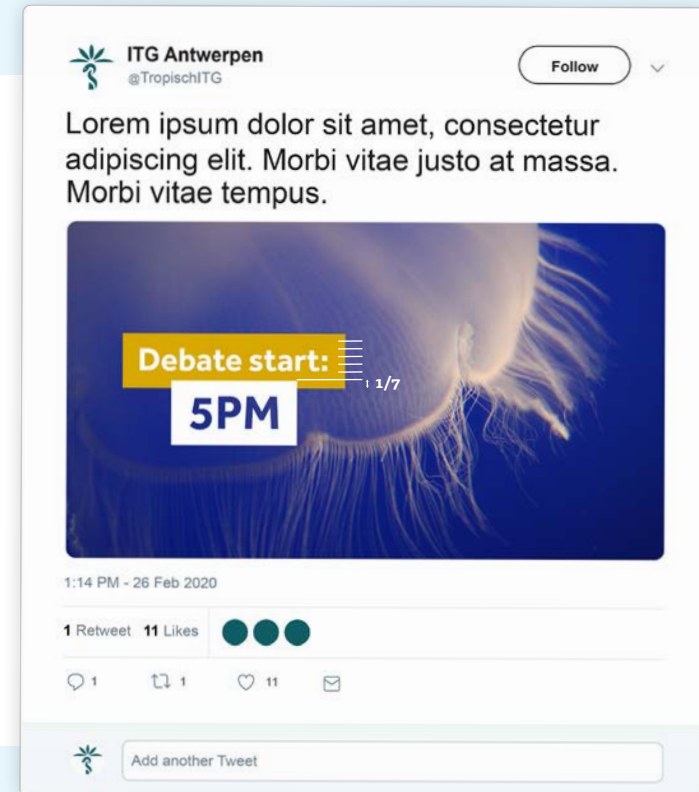 ITG Antwerpen
@TropischITG
Follow
Lorem ipsum dolor sit amet, consectetur
adipiscing elit. Morbi vitae justo at massa.
Morbi vitae tempus.
Debate start:
1/7
5PM
1:14 PM - 26 Feb 2020
1 Retweet 11 Likes
1 1 11
Add another Tweet